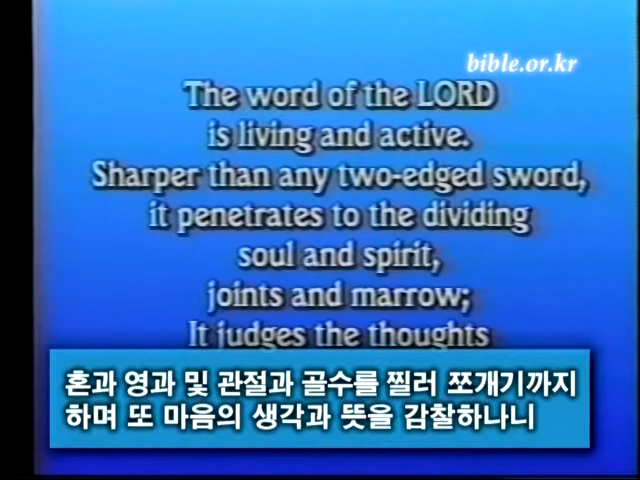 bible.or.kr
The word of the LORD
is living and active.
Sharper than any two-edged sword,
it penetrates to the dividing
soul and spirit,
joints and marrow;
It judges the thoughts
혼과 영과 및 관절과 골수를 찔러 쪼개기까지
하며 또 마음의 생각과 뜻을 감찰하나니